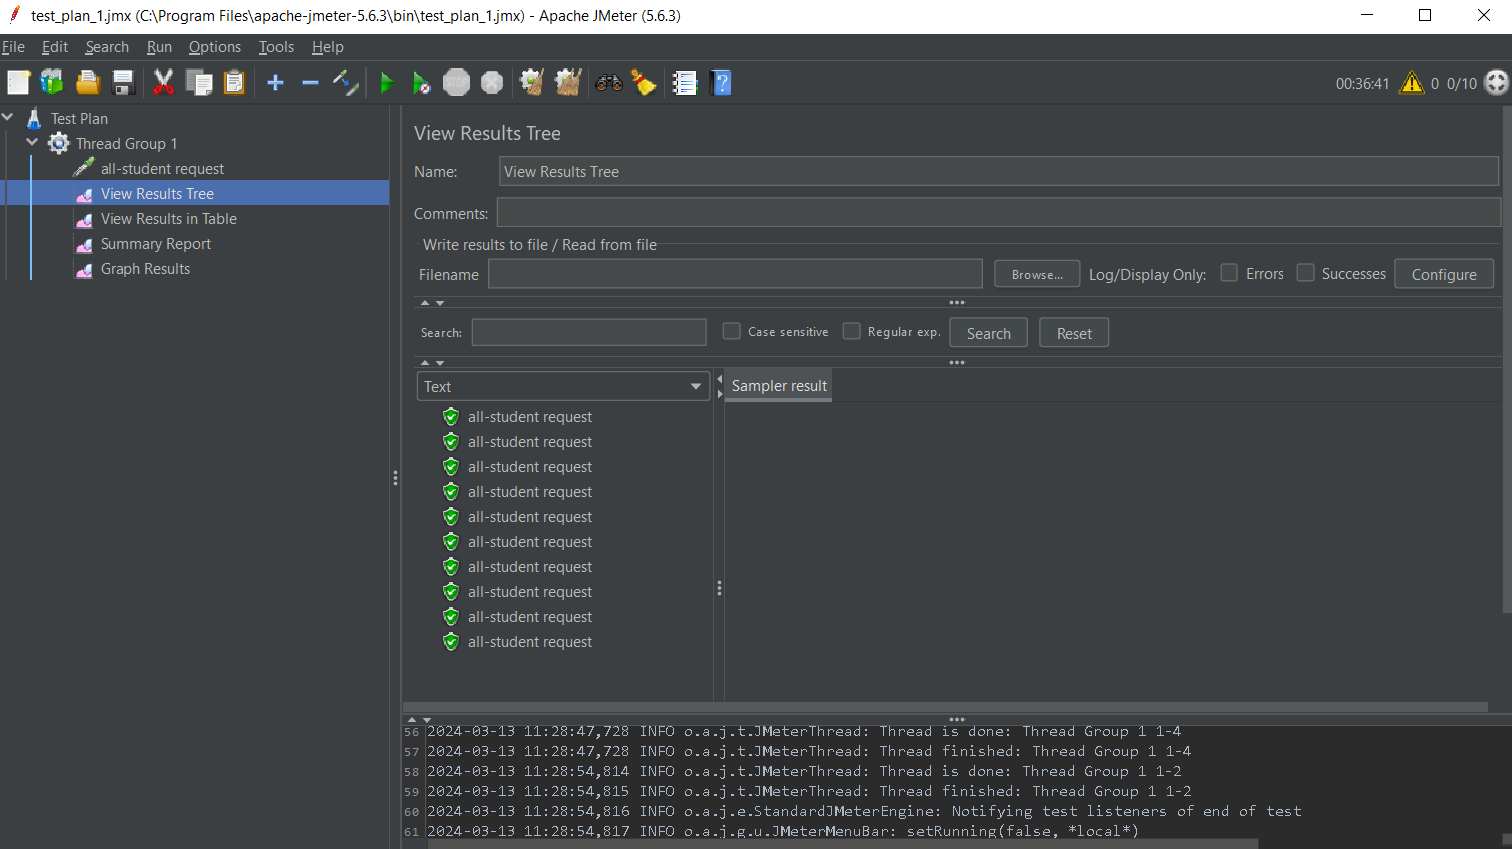 test_plan_1.jmx (C:\Program Files\apache-jmeter-5.6.3\bin\test_plan_1.jmx) - Apache JMeter (5.6.3)
File Edit Search Run Options Tools Help
STOP
00:36:41 0 0/10
Test Plan
Thread Group 1
all-student request
View Results Tree
View Results in Table
Summary Report
Graph Results
View Results Tree
Name: View Results Tree
Comments:
Write results to file / Read from file
Filename Browse... Log/Display Only: Errors Successes Configure
Search: Case sensitive Regular exp. Search Reset
Text
Sampler result
all-student request
all-student request
all-student request
all-student request
all-student request
all-student request
all-student request
all-student request
all-student request
all-student request
56 2024-03-13 11:28:47,728 INFO o.a.j.t.JMeterThread: Thread is done: Thread Group 1 1-4
57 2024-03-13 11:28:47,728 INFO o.a.j.t.JMeterThread: Thread finished: Thread Group 1 1-4
58 2024-03-13 11:28:54,814 INFO o.a.j.t.JMeterThread: Thread is done: Thread Group 1 1-2
59 2024-03-13 11:28:54,815 INFO o.a.j.t.JMeterThread: Thread finished: Thread Group 1 1-2
60 2024-03-13 11:28:54,816 INFO o.a.j.e.StandardJMeterEngine: Notifying test listeners of end of test
61 2024-03-13 11:28:54,817 INFO o.a.j.g.u.JMeterMenuBar: setRunning(false, *local*)